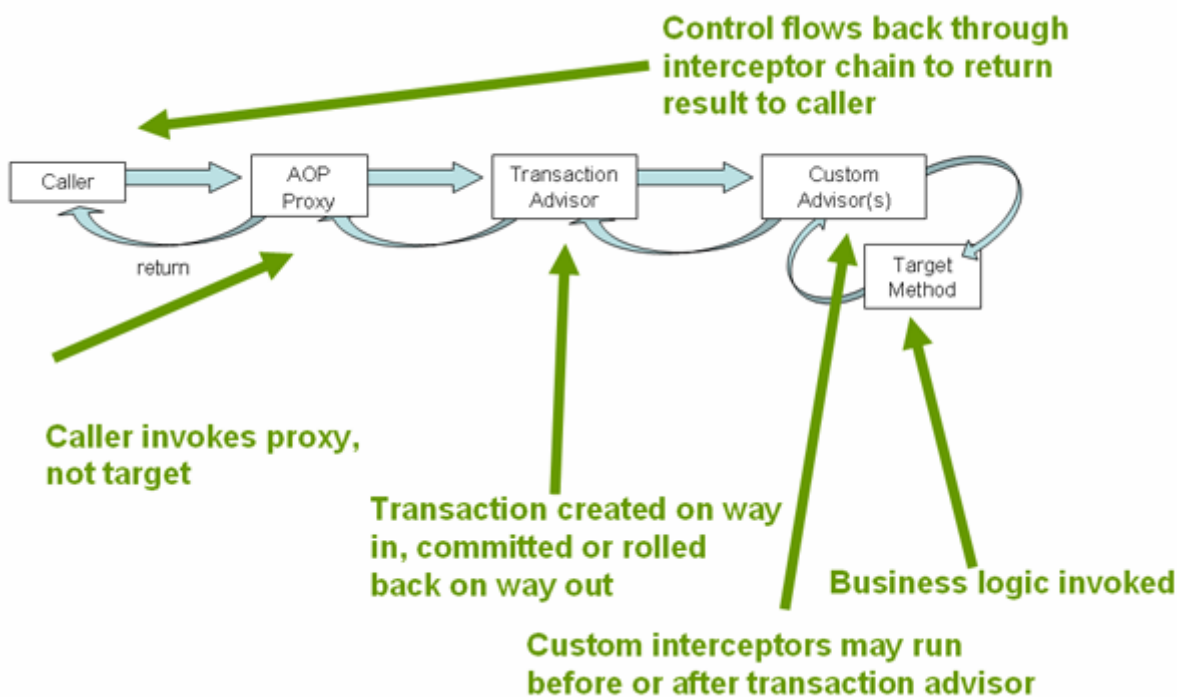 Control flows back through
interceptor chain to return
result to caller
Caller
AOP
Proxy
Transaction
Advisor
Custom
Advisor(s)
return
Target
Method
Caller invokes proxy,
not target
Transaction created on way
in, committed or rolled
back on way out
Business logic invoked
Custom interceptors may run
before or after transaction advisor